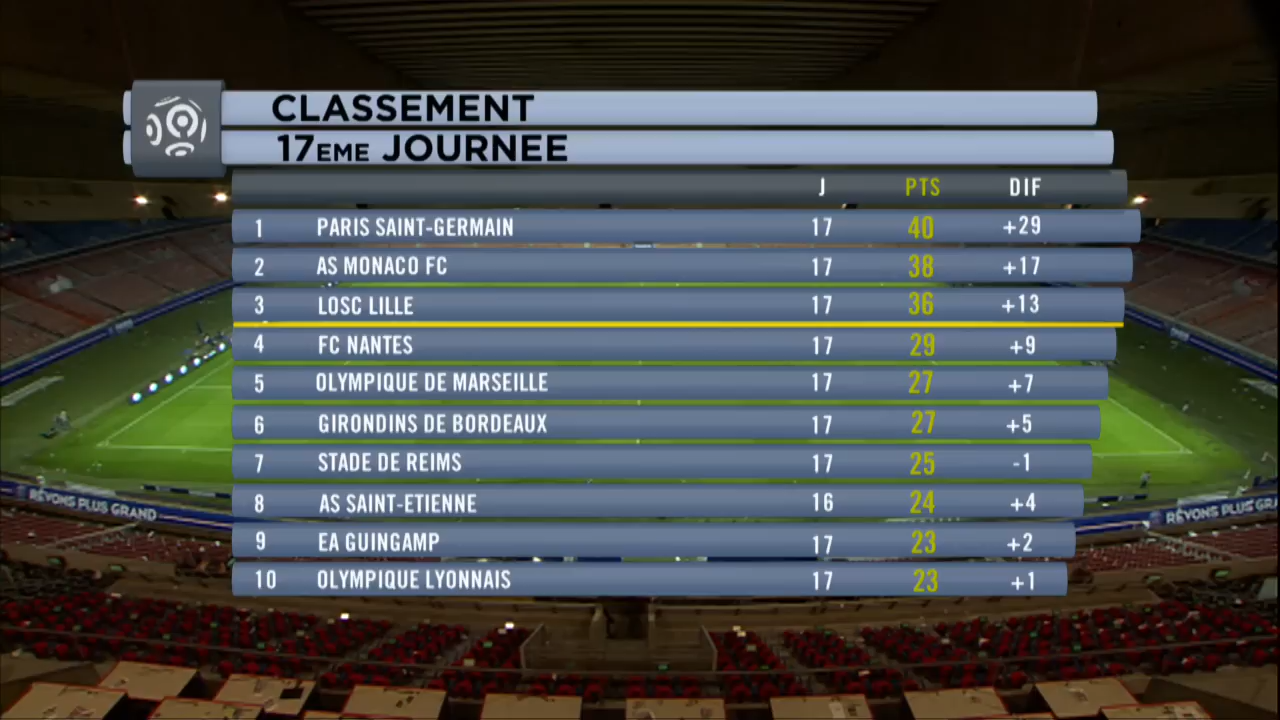 CLASSEMENT
17EME JOURNEE
J PTS DIF
1 PARIS SAINT-GERMAIN 17 40 +29
2 AS MONACO FC 17 38 +17
3 LOSC LILLE 17 36 +13
4 FC NANTES 17 29 +9
5 OLYMPIQUE DE MARSEILLE 17 27 +7
6 GIRONDINS DE BORDEAUX 17 27 +5
7 STADE DE REIMS 17 25 -1
8 AS SAINT-ETIENNE 16 24 +4
9 EA GUINGAMP 17 23 +2
10 OLYMPIQUE LYONNAIS 17 23 +1
RÊVONS PLUS GRAND
RÊVONS PLUS GRA